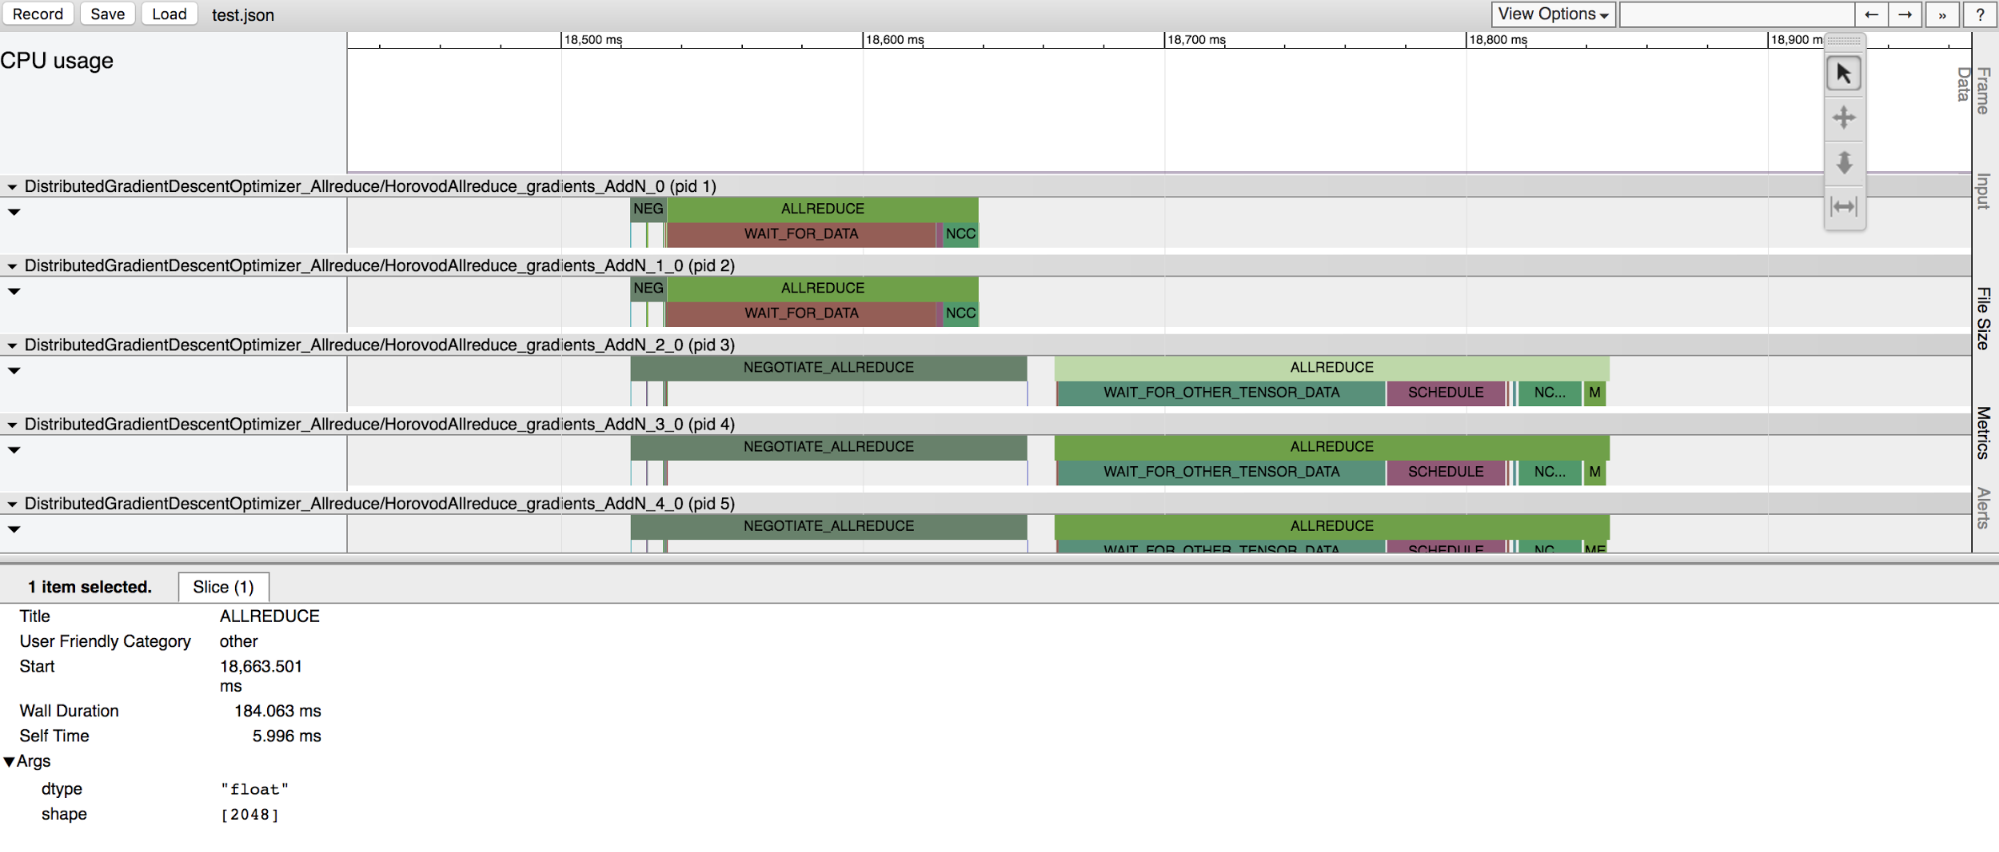 Record Save Load test.json View Options ← → » ?
18,500 ms 18,600 ms 18,700 ms 18,800 ms 18,900 m
CPU usage
Frame Data
Input
File Size
Metrics
Alerts
DistributedGradientDescentOptimizer_Allreduce/HorovodAllreduce_gradients_AddN_0 (pid 1)
NEG ALLREDUCE
WAIT_FOR_DATA NCC
DistributedGradientDescentOptimizer_Allreduce/HorovodAllreduce_gradients_AddN_1_0 (pid 2)
NEG ALLREDUCE
WAIT_FOR_DATA NCC
DistributedGradientDescentOptimizer_Allreduce/HorovodAllreduce_gradients_AddN_2_0 (pid 3)
NEGOTIATE_ALLREDUCE ALLREDUCE
WAIT_FOR_OTHER_TENSOR_DATA SCHEDULE NC... M
DistributedGradientDescentOptimizer_Allreduce/HorovodAllreduce_gradients_AddN_3_0 (pid 4)
NEGOTIATE_ALLREDUCE ALLREDUCE
WAIT_FOR_OTHER_TENSOR_DATA SCHEDULE NC... M
DistributedGradientDescentOptimizer_Allreduce/HorovodAllreduce_gradients_AddN_4_0 (pid 5)
NEGOTIATE_ALLREDUCE ALLREDUCE
WAIT_FOR_OTHER_TENSOR_DATA SCHEDULE NC ME
1 item selected. Slice (1)
Title ALLREDUCE
User Friendly Category other
Start 18,663.501
ms
Wall Duration 184.063 ms
Self Time 5.996 ms
Args
dtype "float"
shape [2048]